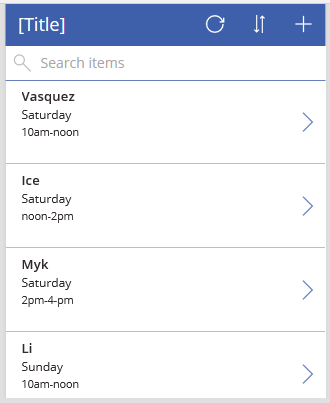 [Title]
Search items
Vasquez
Saturday
10am-noon
Ice
Saturday
noon-2pm
Myk
Saturday
2pm-4-pm
Li
Sunday
10am-noon